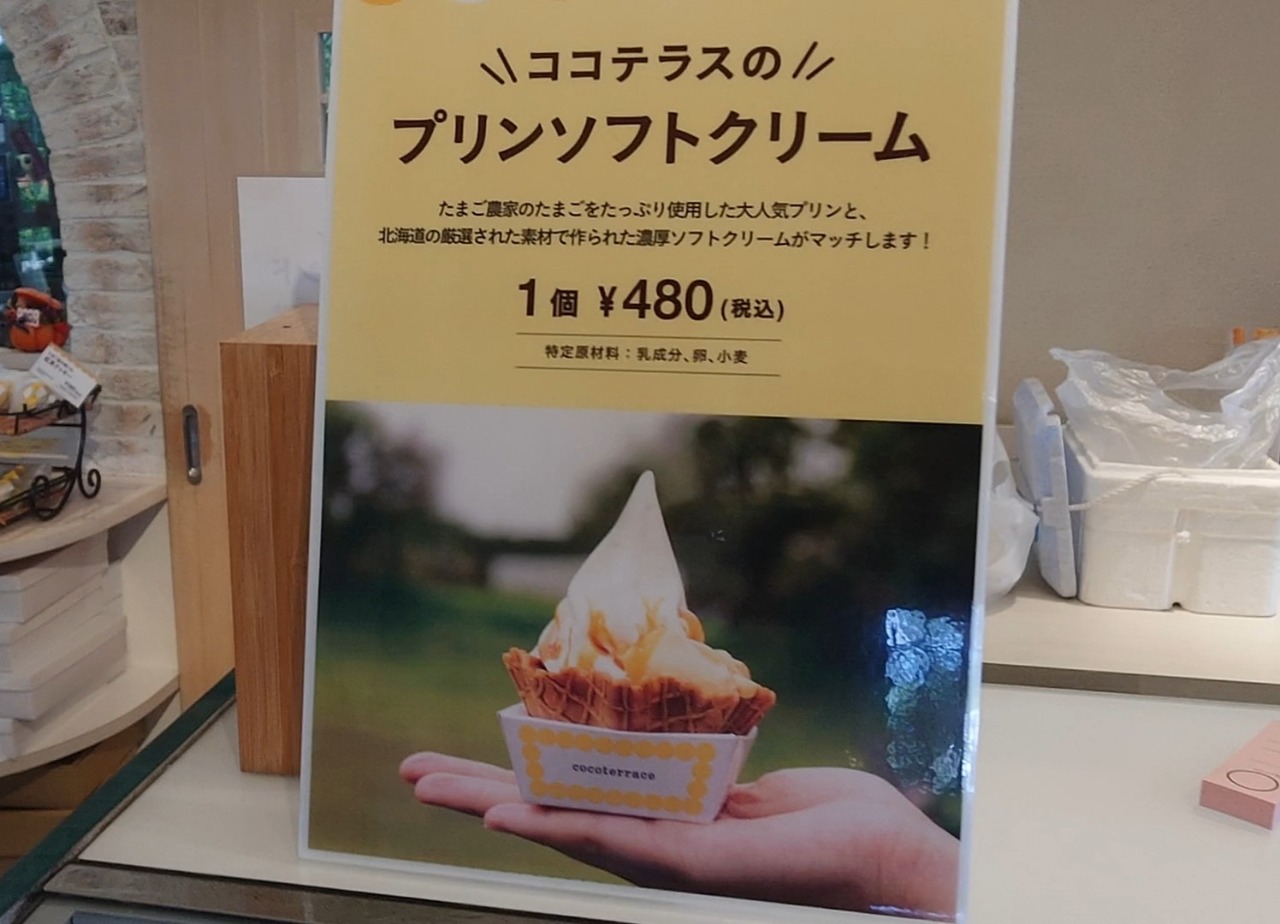 ココテラスの
プリンソフトクリーム
たまご農家のたまごをたっぷり使用した大人気プリンと、
北海道の厳選された素材で作られた濃厚ソフトクリームがマッチします！
1個 ¥480(税込)
特定原材料：乳成分、卵、小麦
cocoterrace